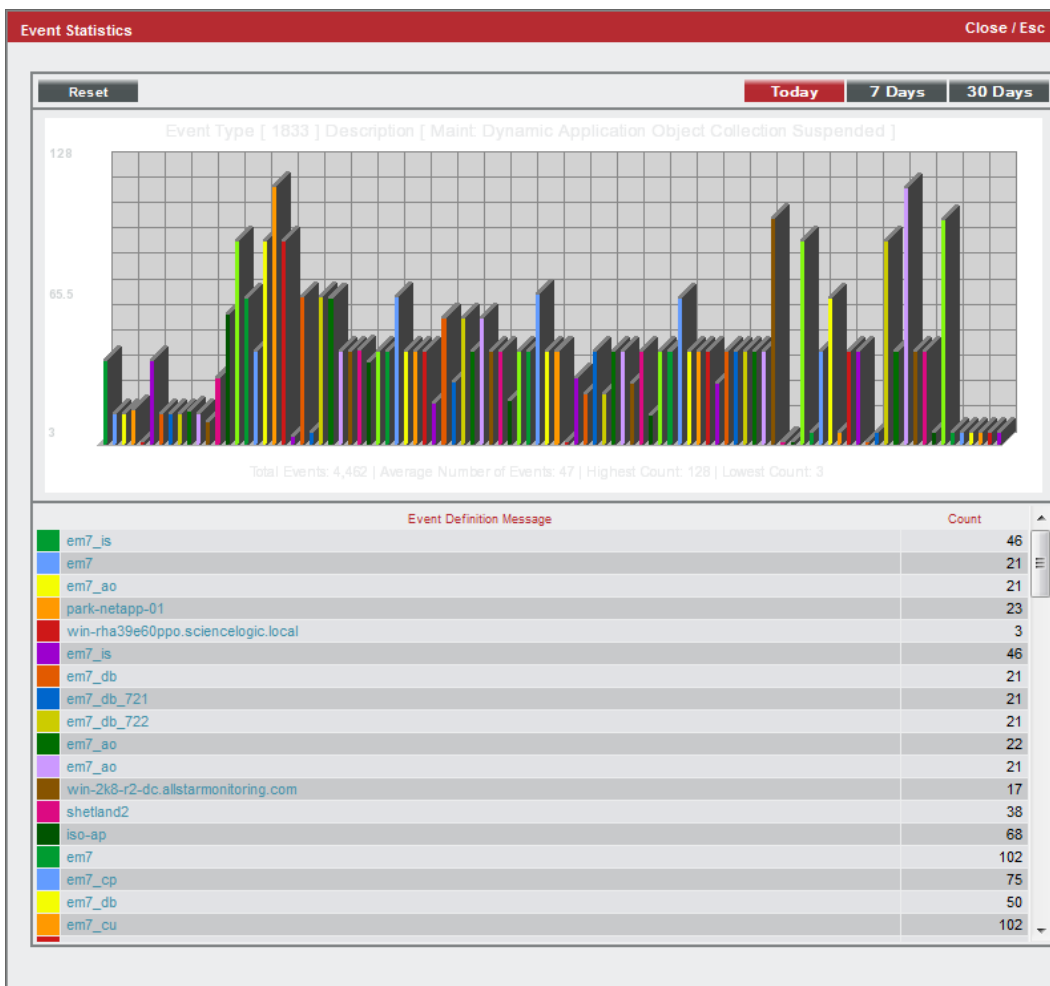 Event Statistics Close / Esc
Reset Today 7 Days 30 Days
Event Type [ 1833 ] Description [ Maint: Dynamic Application Object Collection Suspended ]
128
65.5
3
Total Events: 4,462 | Average Number of Events: 47 | Highest Count: 128 | Lowest Count: 3
Event Definition Message Count
em7_is 46
em7 21
em7_ao 21
park-netapp-01 23
win-rha39e60ppo.sciencelogic.local 3
em7_is 46
em7_db 21
em7_db_721 21
em7_db_722 21
em7_ao 22
em7_ao 21
win-2k8-r2-dc.allstarmonitoring.com 17
shetland2 38
iso-ap 68
em7 102
em7_cp 75
em7_db 50
em7_cu 102